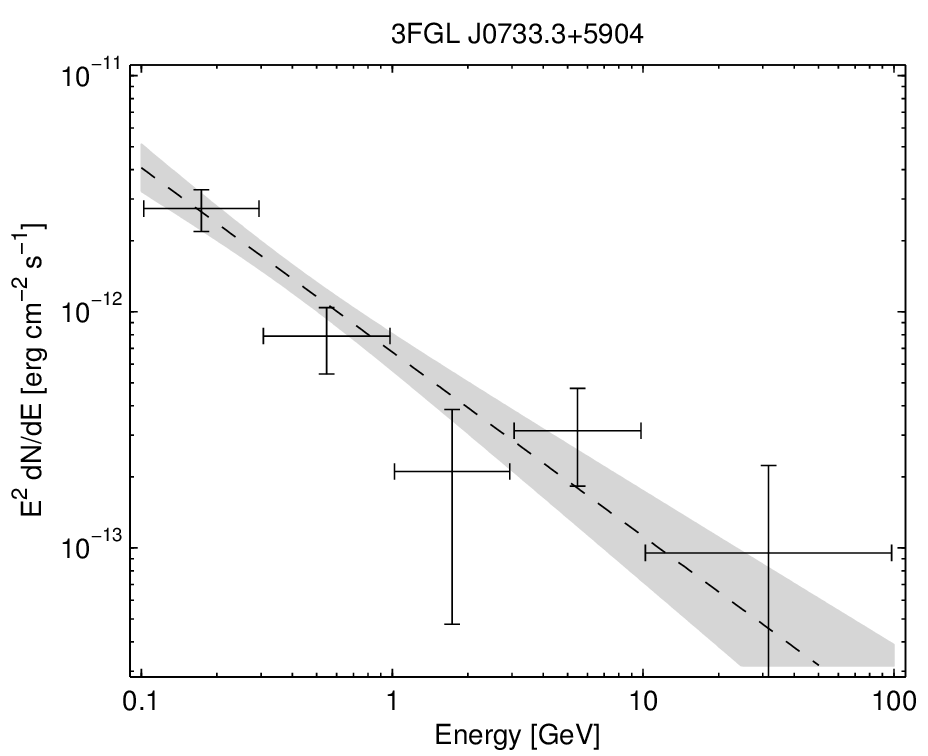 3FGL J0733.3+5904
10⁻¹¹
10⁻¹²
10⁻¹³
E² dN/dE [erg cm⁻² s⁻¹]
0.1 1 10 100
Energy [GeV]